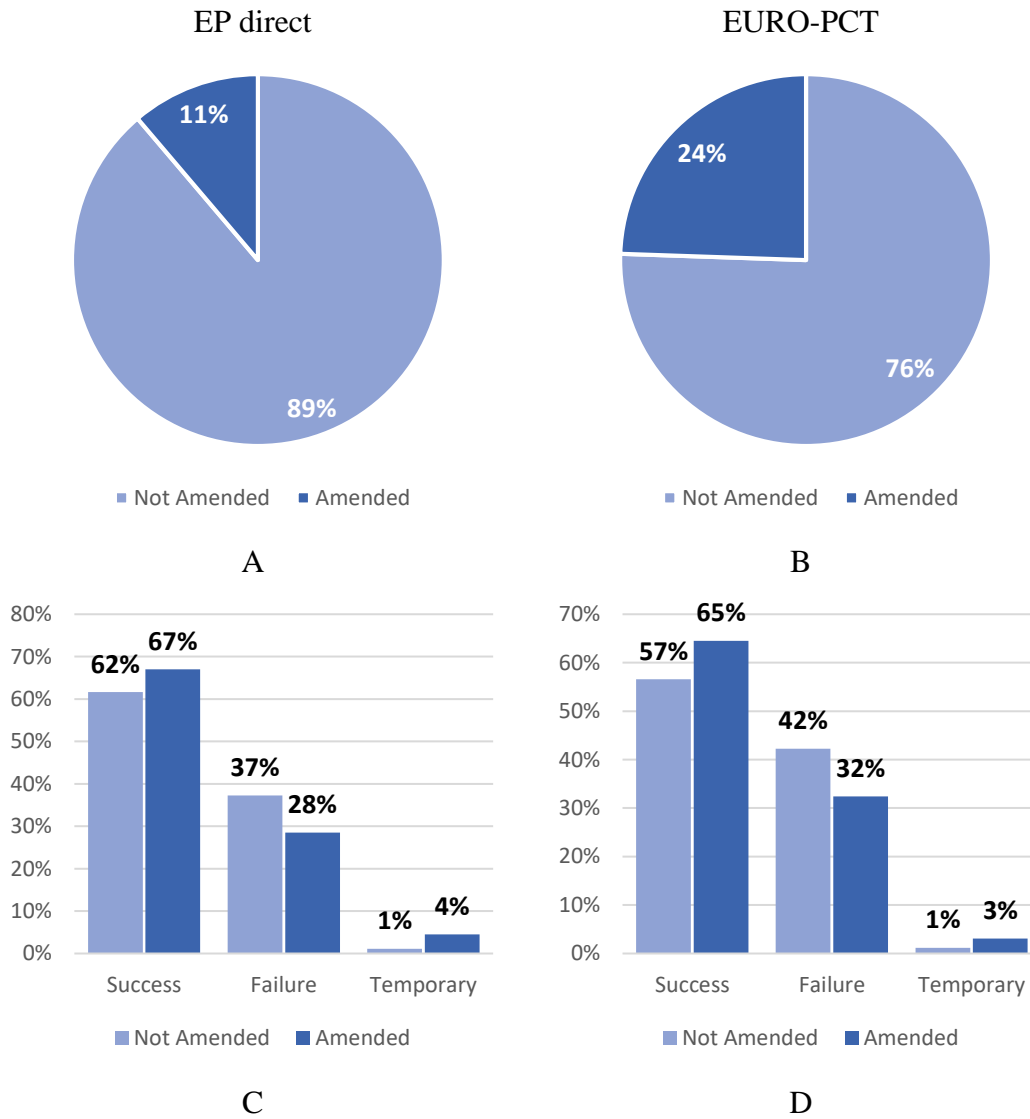 EP direct
EURO-PCT
11%
89%
24%
76%
Not Amended Amended
Not Amended Amended
A
B
80%
70%
60%
50%
40%
30%
20%
10%
0%
62%
67%
37%
28%
1%
4%
Success Failure Temporary
Not Amended Amended
C
70%
60%
50%
40%
30%
20%
10%
0%
57%
65%
42%
32%
1%
3%
Success Failure Temporary
Not Amended Amended
D